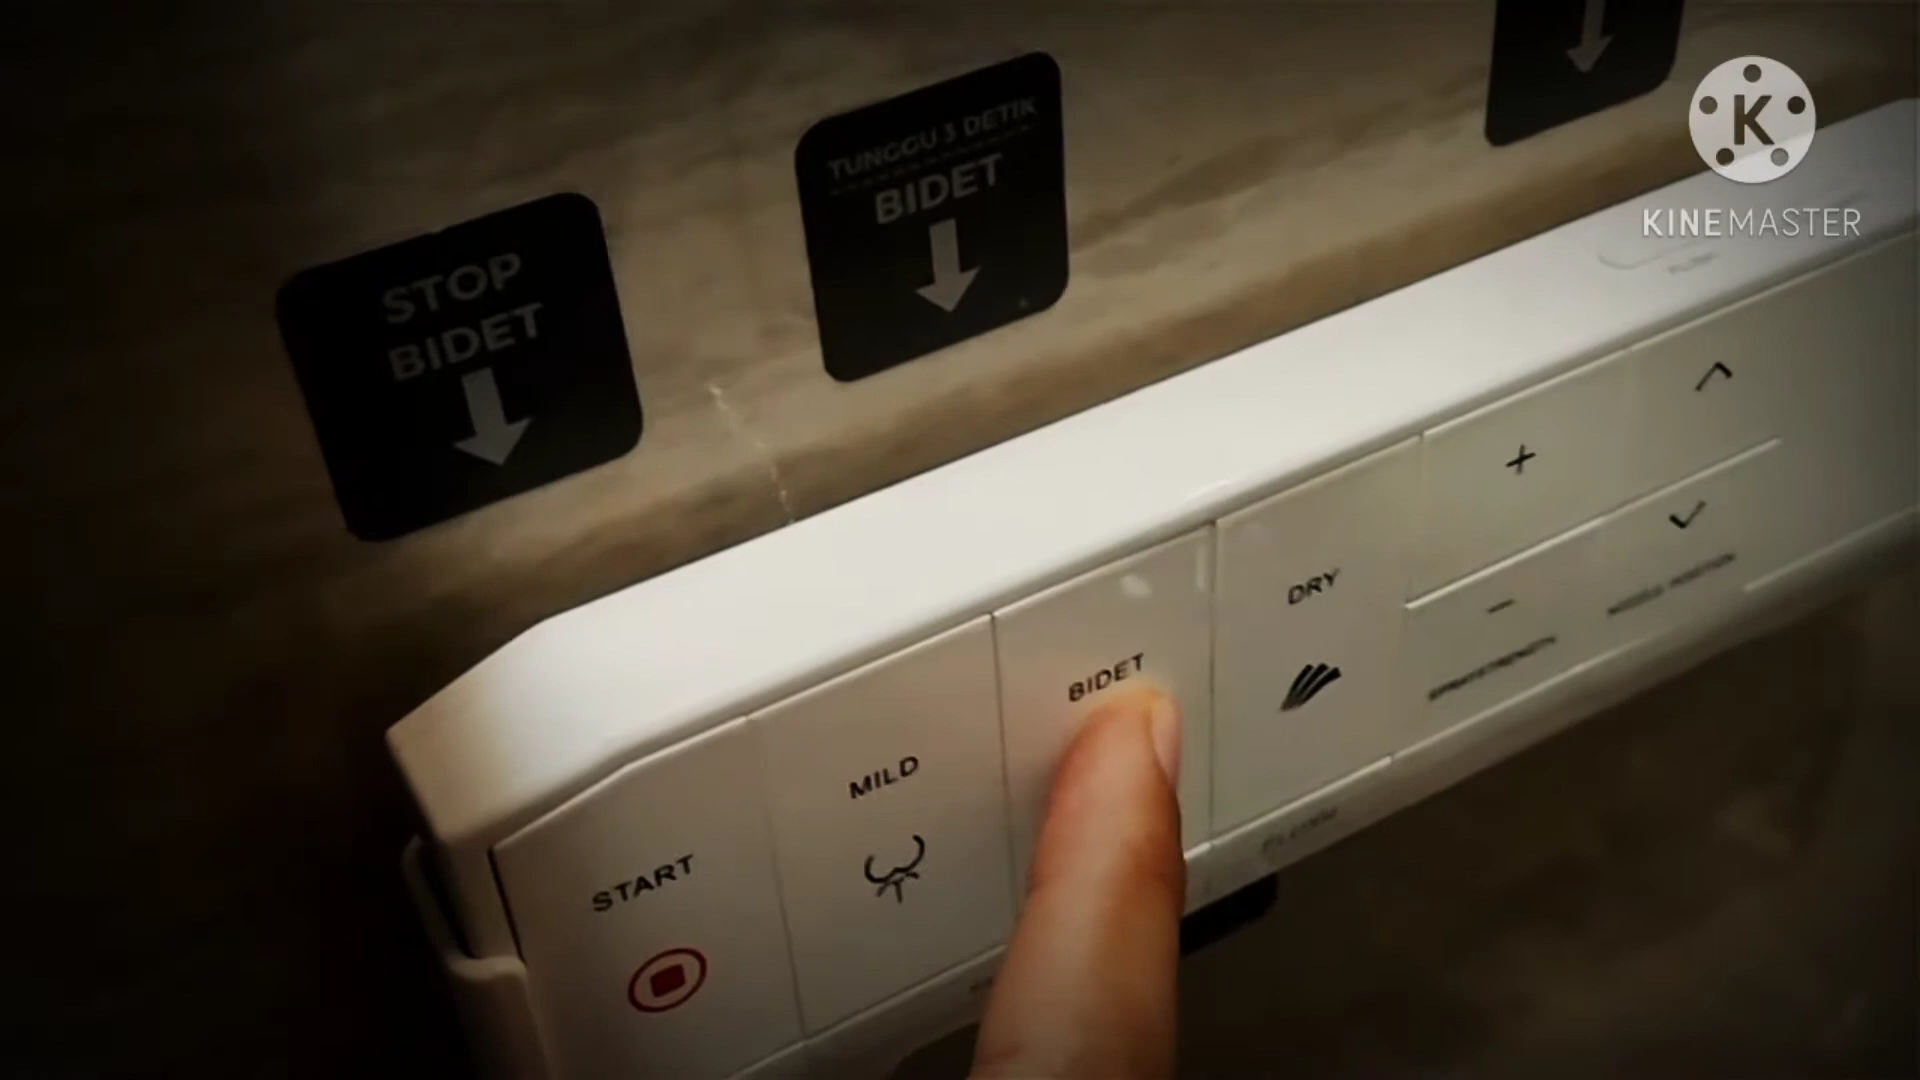 STOP
BIDET
TUNGGU 3 DETIK
BIDET
K
KINEMASTER
START
MILD
BIDET
DRY
+
-